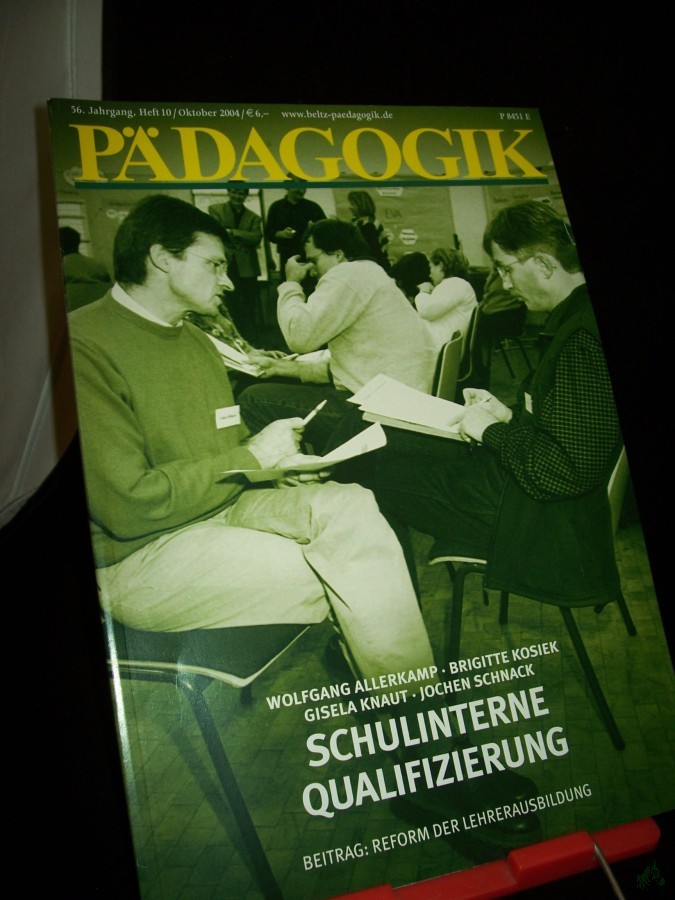 56. Jahrgang, Heft 10 / Oktober 2004 / € 6,– www.beltz-paedagogik.de P 8451 E
PÄDAGOGIK
WOLFGANG ALLERKAMP · BRIGITTE KOSIEK
GISELA KNAUT · JOCHEN SCHNACK
SCHULINTERNE
QUALIFIZIERUNG
BEITRAG: REFORM DER LEHRERAUSBILDUNG